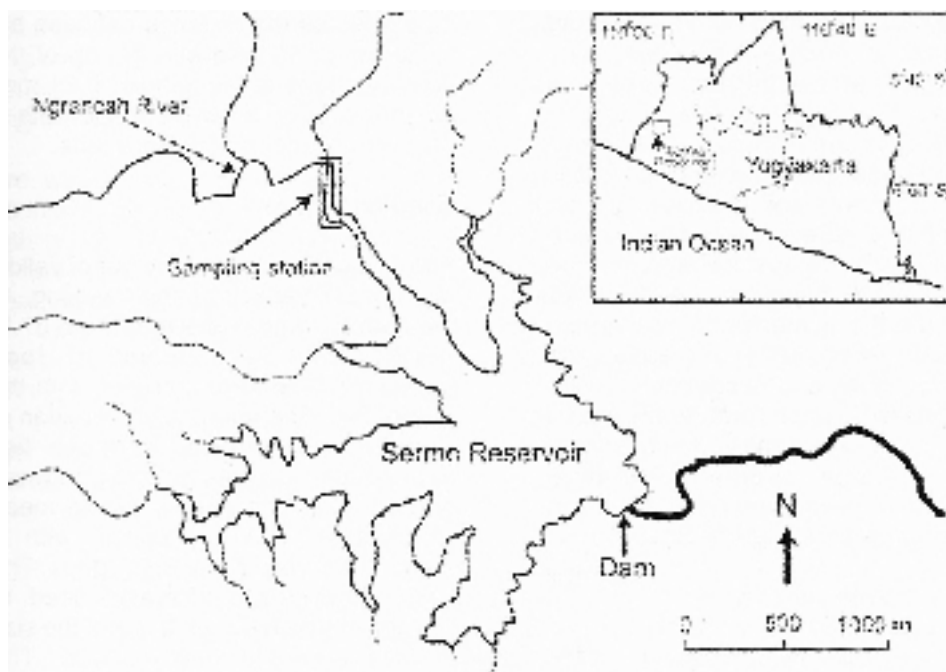 Ngrancah River
Sampling station
Yogyakarta
Indian Ocean
Sermo Reservoir
Dam
N
0 500 1000 m